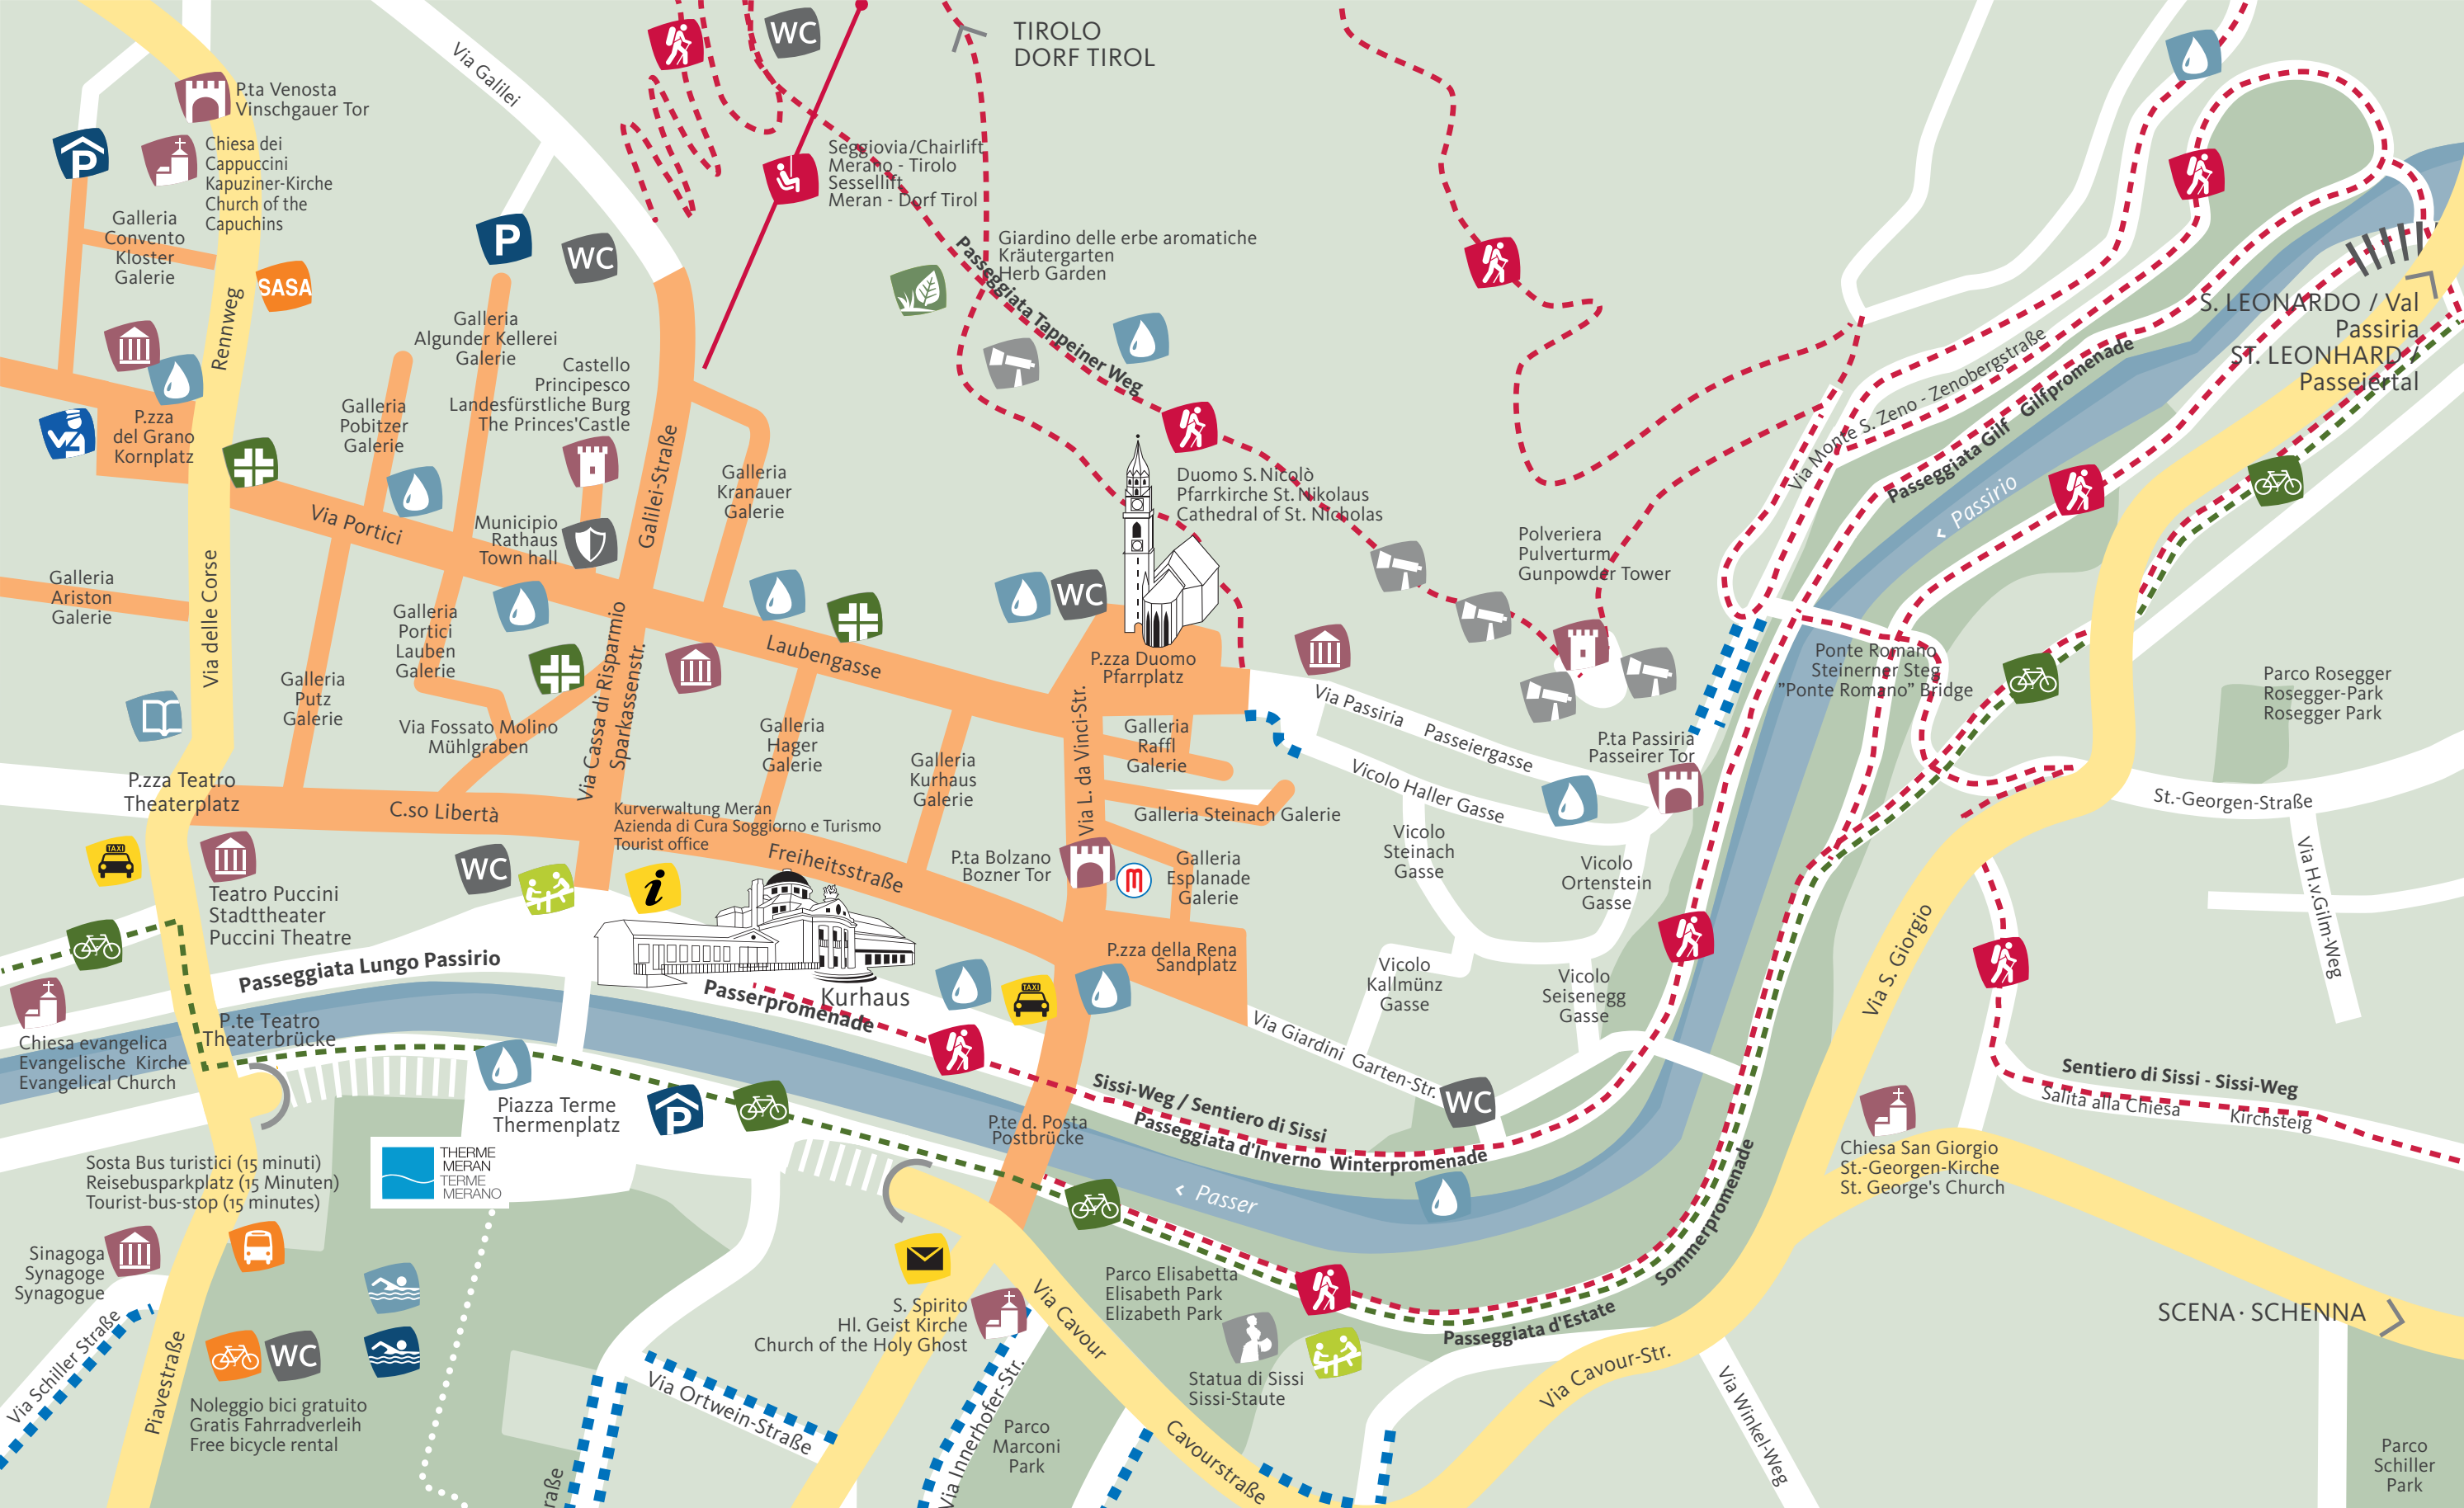 TIROLO
DORF TIROL
WC
Via Galilei
P.ta Venosta
Vinschgauer Tor
P
Chiesa dei
Cappuccini
Kapuziner-Kirche
Church of the
Capuchins
Galleria
Convento
Kloster
Galerie
SASA
P
WC
Seggiovia/Chairlift
Merano - Tirolo
Sessellift
Meran - Dorf Tirol
Giardino delle erbe aromatiche
Kräutergarten
Herb Garden
Passeggiata Tappeiner Weg
S. LEONARDO / Val
Passiria
ST. LEONHARD /
Passeiertal
Rennweg
Galleria
Algunder Kellerei
Galerie
Castello
Principesco
Landesfürstliche Burg
The Princes'Castle
Galleria
Pobitzer
Galerie
P.zza
del Grano
Kornplatz
Galilei-Straße
Galleria
Kranauer
Galerie
Duomo S. Nicolò
Pfarrkirche St. Nikolaus
Cathedral of St. Nicholas
Via Monte S. Zeno - Zenobergstraße
Passeggiata Gilf Gilfpromenade
‹ Passirio
Via Portici
Municipio
Rathaus
Town hall
Polveriera
Pulverturm
Gunpowder Tower
Galleria
Ariston
Galerie
Via delle Corse
Galleria
Portici
Lauben
Galerie
WC
Laubengasse
P.zza Duomo
Pfarrplatz
Ponte Romano
Steinerner Steg
"Ponte Romano" Bridge
Parco Rosegger
Rosegger-Park
Rosegger Park
Galleria
Putz
Galerie
Via Fossato Molino
Mühlgraben
Via Cassa di Risparmio
Sparkassenstr.
Galleria
Hager
Galerie
Galleria
Kurhaus
Galerie
Via L. da Vinci-Str.
Galleria
Raffl
Galerie
Via Passiria Passeiergasse
P.ta Passiria
Passeirer Tor
Vicolo Haller Gasse
P.zza Teatro
Theaterplatz
C.so Libertà
Kurverwaltung Meran
Azienda di Cura Soggiorno e Turismo
Tourist office
Freiheitsstraße
Galleria Steinach Galerie
Vicolo
Steinach
Gasse
Vicolo
Ortenstein
Gasse
St.-Georgen-Straße
Via H.v.Gilm-Weg
TAXI
WC
i
Teatro Puccini
Stadttheater
Puccini Theatre
P.ta Bolzano
Bozner Tor
m
Galleria
Esplanade
Galerie
P.zza della Rena
Sandplatz
Vicolo
Kallmünz
Gasse
Vicolo
Seisenegg
Gasse
Via S. Giorgio
Passeggiata Lungo Passirio
Passerpromenade
Kurhaus
TAXI
Via Giardini Garten-Str.
WC
P.te Teatro
Theaterbrücke
Chiesa evangelica
Evangelische Kirche
Evangelical Church
Piazza Terme
Thermenplatz
P
P.te d. Posta
Postbrücke
Sissi-Weg / Sentiero di Sissi
Passeggiata d'Inverno Winterpromenade
Sentiero di Sissi - Sissi-Weg
Salita alla Chiesa Kirchsteig
Chiesa San Giorgio
St.-Georgen-Kirche
St. George's Church
THERME
MERAN
TERME
MERANO
Sosta Bus turistici (15 minuti)
Reisebusparkplatz (15 Minuten)
Tourist-bus-stop (15 minutes)
‹ Passer
Sinagoga
Synagoge
Synagogue
Via Schiller Straße
Piavestraße
WC
Noleggio bici gratuito
Gratis Fahrradverleih
Free bicycle rental
S. Spirito
Hl. Geist Kirche
Church of the Holy Ghost
Via Cavour
Parco Elisabetta
Elisabeth Park
Elizabeth Park
Statua di Sissi
Sissi-Staute
Passeggiata d'Estate
Sommerpromenade
Via Cavour-Str.
Via Winkel-Weg
SCENA · SCHENNA
Via Ortwein-Straße
raße
Via Innerhofer-Str.
Parco
Marconi
Park
Cavourstraße
Parco
Schiller
Park